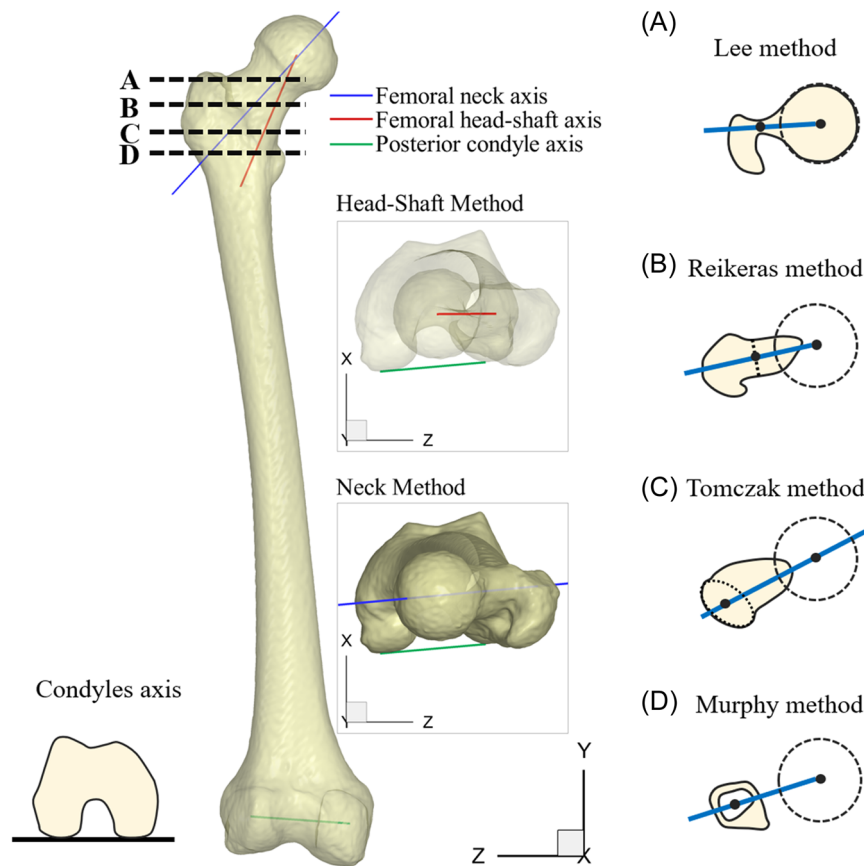 (A)
Lee method
A
B
C
D
Femoral neck axis
Femoral head-shaft axis
Posterior condyle axis
Head-Shaft Method
X
Y
Z
(B)
Reikeras method
Neck Method
X
Y
Z
(C)
Tomczak method
Condyles axis
(D)
Murphy method
Y
Z
X